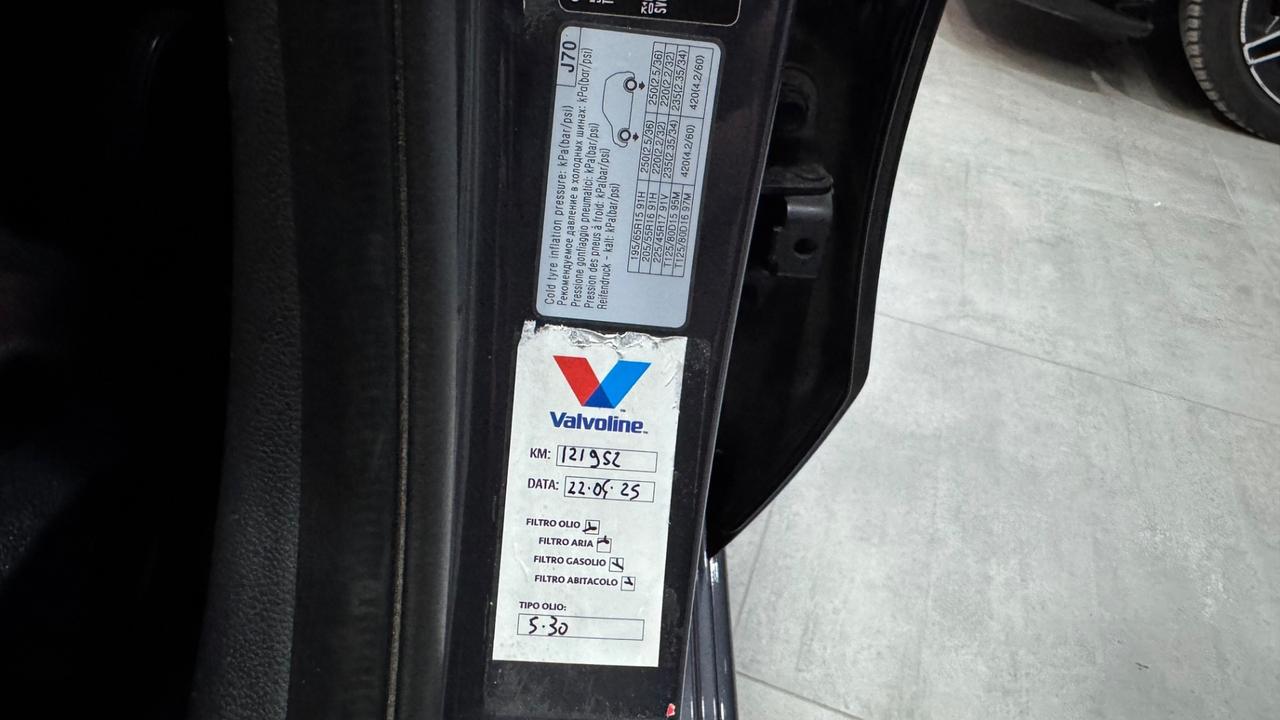 J70
Cold tyre inflation pressure: kPa(bar/psi)
Рекомендуемое давление в холодных шинах: kPa(bar/psi)
Pressione gonfiaggio pneumatici: kPa(bar/psi)
Pression des pneus à froid: kPa(bar/psi)
Reifendruck – kalt: kPa(bar/psi)
195/65R15 91H 250(2.5/36) 250(2.5/36)
205/55R16 91H 220(2.2/32) 220(2.2/32)
225/45R17 91V 235(2.35/34) 235(2.35/34)
T125/80D15 95M 420(4.2/60) 420(4.2/60)
T125/80D16 97M
Valvoline™
KM: 121952
DATA: 22.05.25
FILTRO OLIO
FILTRO ARIA
FILTRO GASOLIO
FILTRO ABITACOLO
TIPO OLIO:
5.30